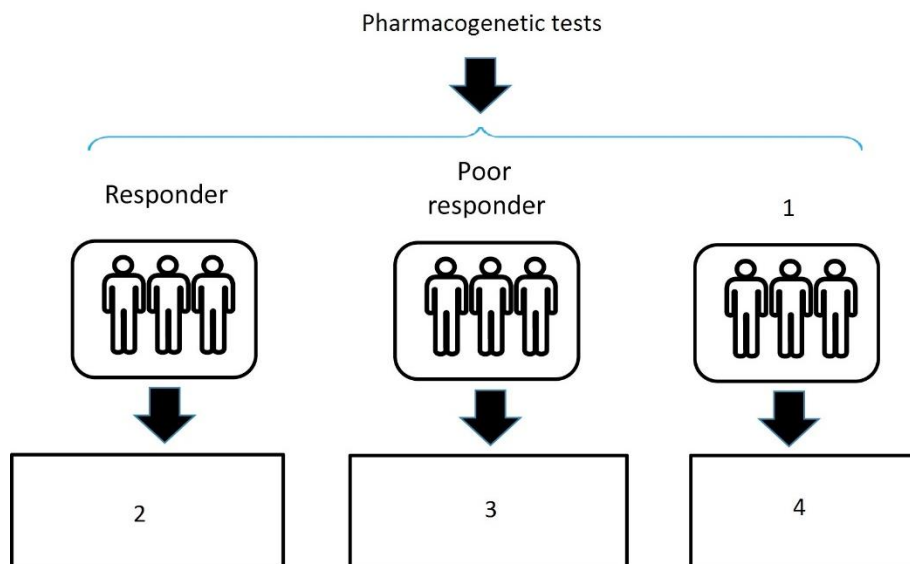 Pharmacogenetic tests
Responder
Poor
responder
1
2
3
4